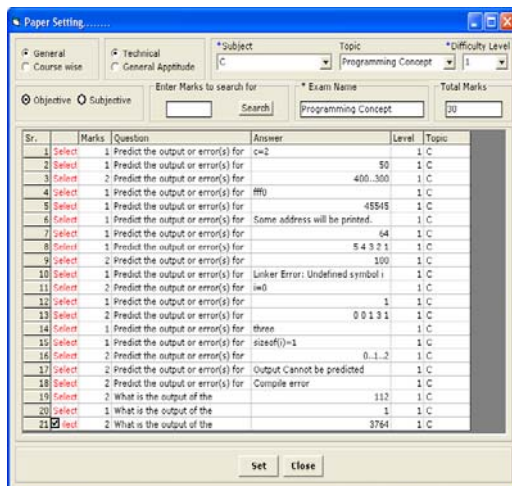 Paper Setting........
General
Course wise
Technical
General Apptitude
*Subject
C
Topic
Programming Concept
*Difficulty Level
1
Objective Subjective
Enter Marks to search for
Search
* Exam Name
Programming Concept
Total Marks
30
Sr. Marks Question Answer Level Topic
1 Select 1 Predict the output or error(s) for c=2 1 C
2 Select 1 Predict the output or error(s) for 50 1 C
3 Select 2 Predict the output or error(s) for 400..300 1 C
4 Select 1 Predict the output or error(s) for fff0 1 C
5 Select 1 Predict the output or error(s) for 45545 1 C
6 Select 1 Predict the output or error(s) for Some address will be printed. 1 C
7 Select 1 Predict the output or error(s) for 64 1 C
8 Select 1 Predict the output or error(s) for 5 4 3 2 1 1 C
9 Select 2 Predict the output or error(s) for 100 1 C
10 Select 1 Predict the output or error(s) for Linker Error: Undefined symbol i 1 C
11 Select 2 Predict the output or error(s) for i=0 1 C
12 Select 1 Predict the output or error(s) for 1 1 C
13 Select 2 Predict the output or error(s) for 0 0 1 3 1 1 C
14 Select 1 Predict the output or error(s) for three 1 C
15 Select 1 Predict the output or error(s) for sizeof(i)=1 1 C
16 Select 2 Predict the output or error(s) for 0..1..2 1 C
17 Select 2 Predict the output or error(s) for Output Cannot be predicted 1 C
18 Select 2 Predict the output or error(s) for Compile error 1 C
19 Select 2 What is the output of the 112 1 C
20 Select 1 What is the output of the 1 1 C
21 lect 2 What is the output of the 3764 1 C
Set Close